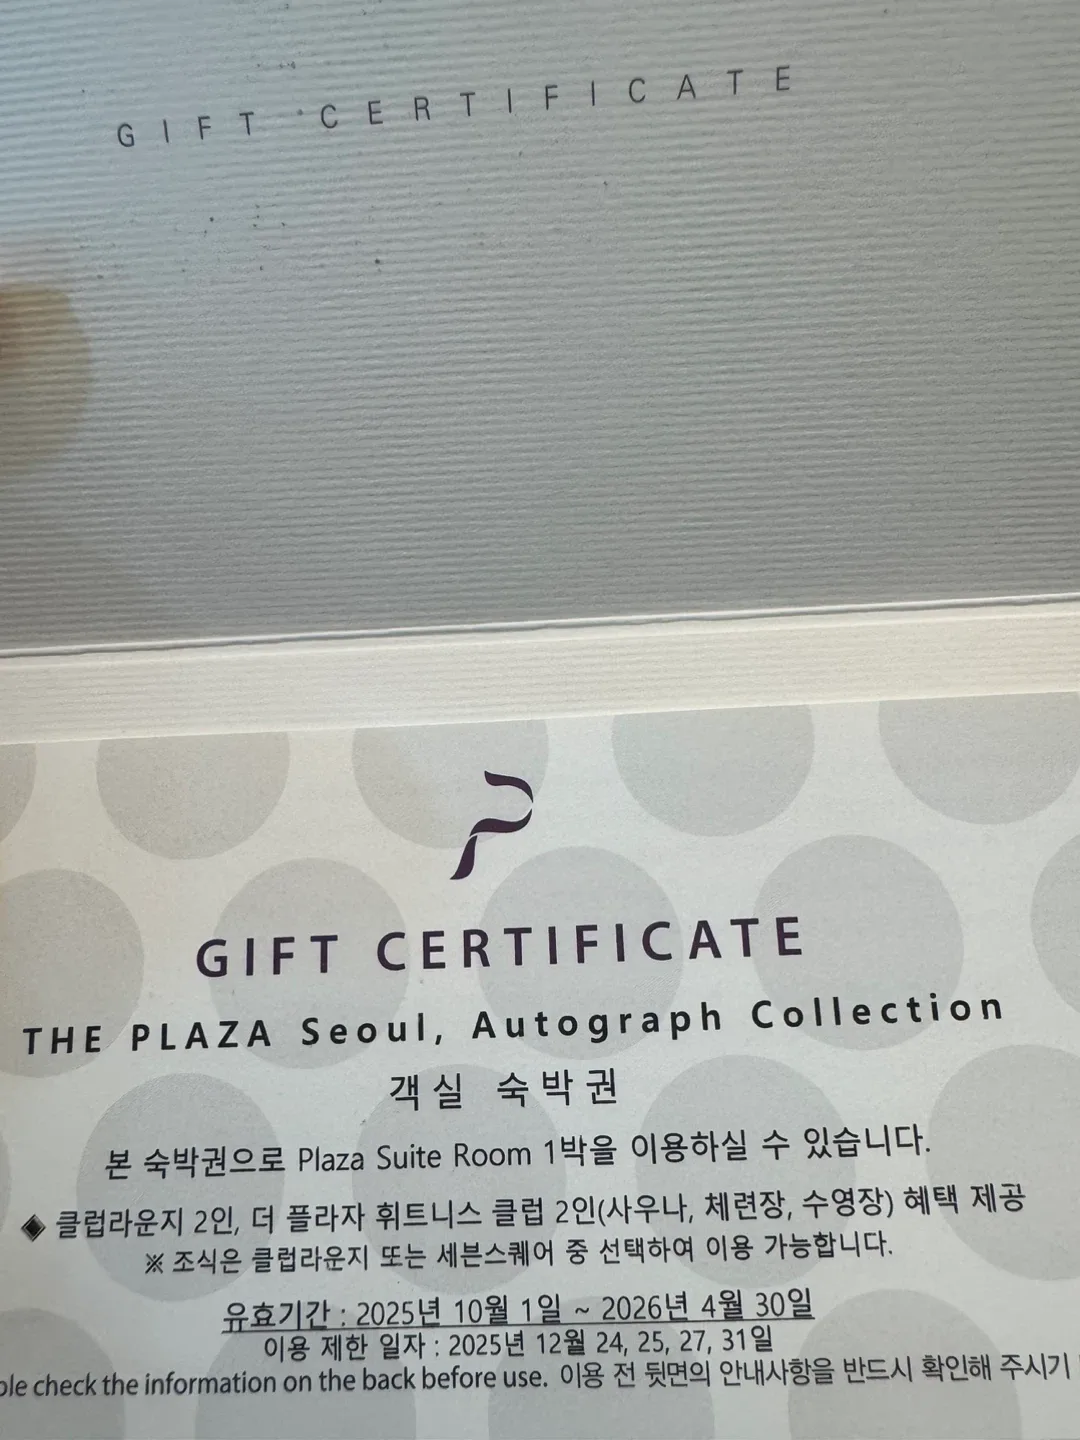 GIFT CERTIFICATE
GIFT CERTIFICATE
THE PLAZA Seoul, Autograph Collection
객실 숙박권
본 숙박권으로 Plaza Suite Room 1박을 이용하실 수 있습니다.
◈ 클럽라운지 2인, 더 플라자 휘트니스 클럽 2인(사우나, 체련장, 수영장) 혜택 제공
※ 조식은 클럽라운지 또는 세븐스퀘어 중 선택하여 이용 가능합니다.
유효기간 : 2025년 10월 1일 ~ 2026년 4월 30일
이용 제한 일자 : 2025년 12월 24, 25, 27, 31일
check the information on the back before use. 이용 전 뒷면의 안내사항을 반드시 확인해 주시기